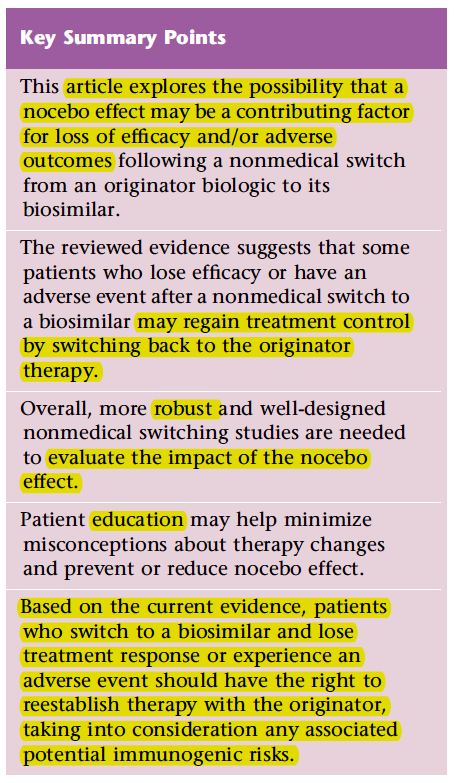 Key Summary Points
This article explores the possibility that a
nocebo effect may be a contributing factor
for loss of efficacy and/or adverse
outcomes following a nonmedical switch
from an originator biologic to its
biosimilar.
The reviewed evidence suggests that some
patients who lose efficacy or have an
adverse event after a nonmedical switch to
a biosimilar may regain treatment control
by switching back to the originator
therapy.
Overall, more robust and well-designed
nonmedical switching studies are needed
to evaluate the impact of the nocebo
effect.
Patient education may help minimize
misconceptions about therapy changes
and prevent or reduce nocebo effect.
Based on the current evidence, patients
who switch to a biosimilar and lose
treatment response or experience an
adverse event should have the right to
reestablish therapy with the originator,
taking into consideration any associated
potential immunogenic risks.